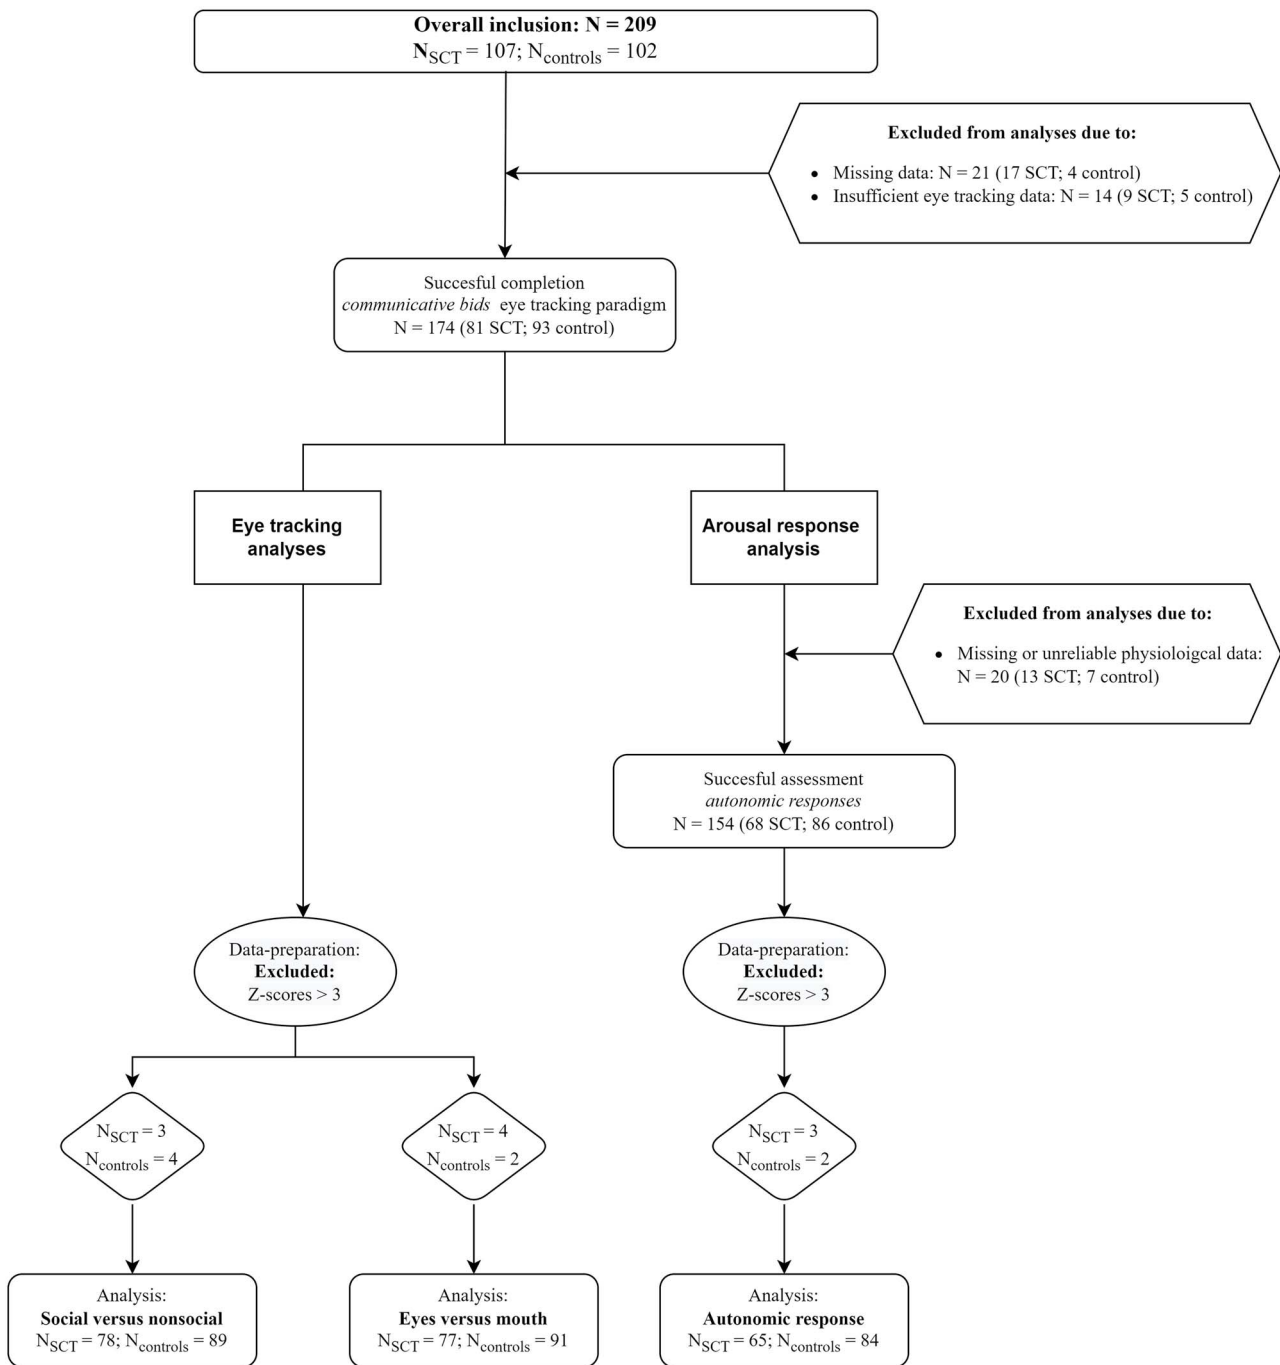 Overall inclusion: N = 209
NSCT = 107; Ncontrols = 102
Excluded from analyses due to:
• Missing data: N = 21 (17 SCT; 4 control)
• Insufficient eye tracking data: N = 14 (9 SCT; 5 control)
Succesful completion
communicative bids eye tracking paradigm
N = 174 (81 SCT; 93 control)
Eye tracking
analyses
Arousal response
analysis
Excluded from analyses due to:
• Missing or unreliable physioloigcal data:
N = 20 (13 SCT; 7 control)
Succesful assessment
autonomic responses
N = 154 (68 SCT; 86 control)
Data-preparation:
Excluded:
Z-scores > 3
Data-preparation:
Excluded:
Z-scores > 3
NSCT = 3
Ncontrols = 4
NSCT = 4
Ncontrols = 2
NSCT = 3
Ncontrols = 2
Analysis:
Social versus nonsocial
NSCT = 78; Ncontrols = 89
Analysis:
Eyes versus mouth
NSCT = 77; Ncontrols = 91
Analysis:
Autonomic response
NSCT = 65; Ncontrols = 84